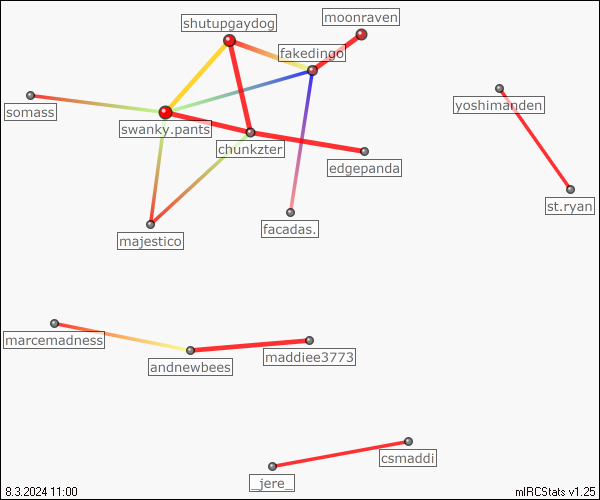 moonraven
shutupgaydog
fakedingo
yoshimanden
somass
swanky.pants
chunkzter
edgepanda
st.ryan
facadas.
majestico
marcemadness
maddiee3773
andnewbees
csmaddi
_jere_
8.3.2024 11:00
mIRCStats v1.25